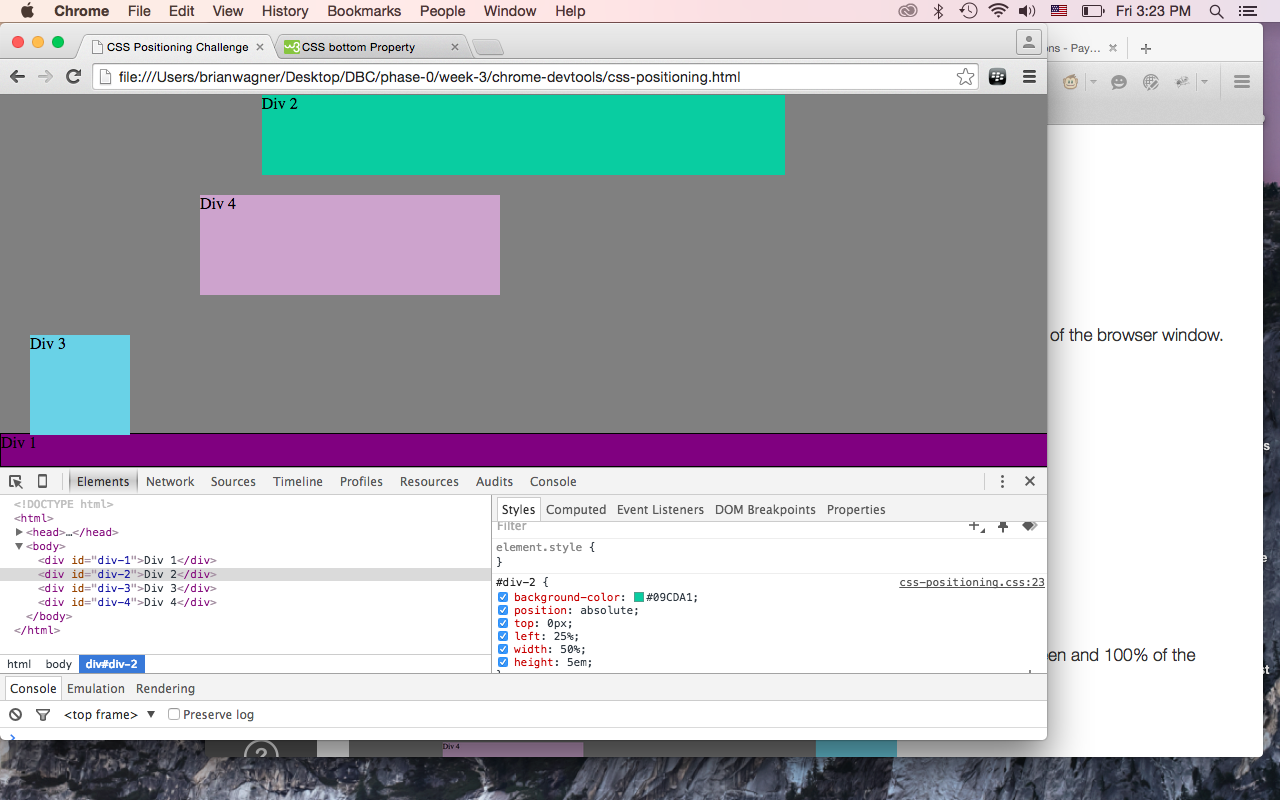 Chrome File Edit View History Bookmarks People Window Help Fri 3:23 PM
CSS Positioning Challenge × w3 CSS bottom Property × ns - Pay… × +
file:///Users/brianwagner/Desktop/DBC/phase-0/week-3/chrome-devtools/css-positioning.html
Div 2
Div 4
of the browser window.
Div 3
Div 1
Elements Network Sources Timeline Profiles Resources Audits Console
<!DOCTYPE html>
<html>
<head>…</head>
<body>
<div id="div-1">Div 1</div>
<div id="div-2">Div 2</div>
<div id="div-3">Div 3</div>
<div id="div-4">Div 4</div>
</body>
</html>
html body div#div-2
Styles Computed Event Listeners DOM Breakpoints Properties
Filter
element.style {
}
#div-2 { css-positioning.css:23
background-color: #09CDA1;
position: absolute;
top: 0px;
left: 25%;
width: 50%;
height: 5em;
}
en and 100% of the
Console Emulation Rendering
<top frame> ▼ Preserve log
>
Div 4